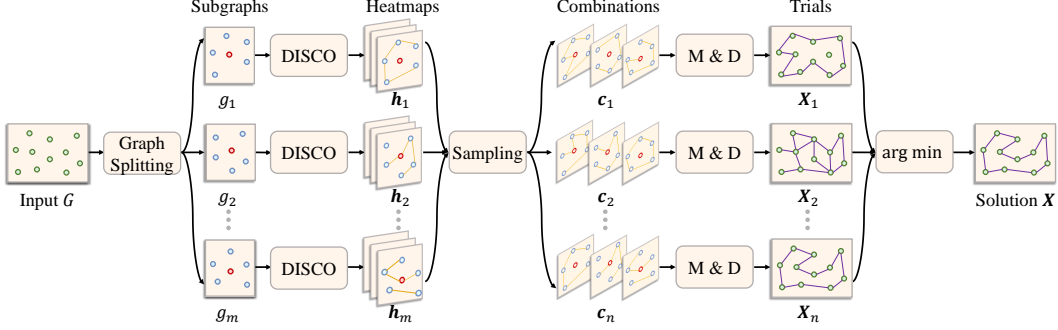 Subgraphs Heatmaps Combinations Trials
DISCO M & D
g₁ h₁ c₁ X₁
Graph Splitting DISCO Sampling M & D arg min
Input G g₂ h₂ c₂ X₂ Solution X
DISCO M & D
gₘ hₘ cₙ Xₙ